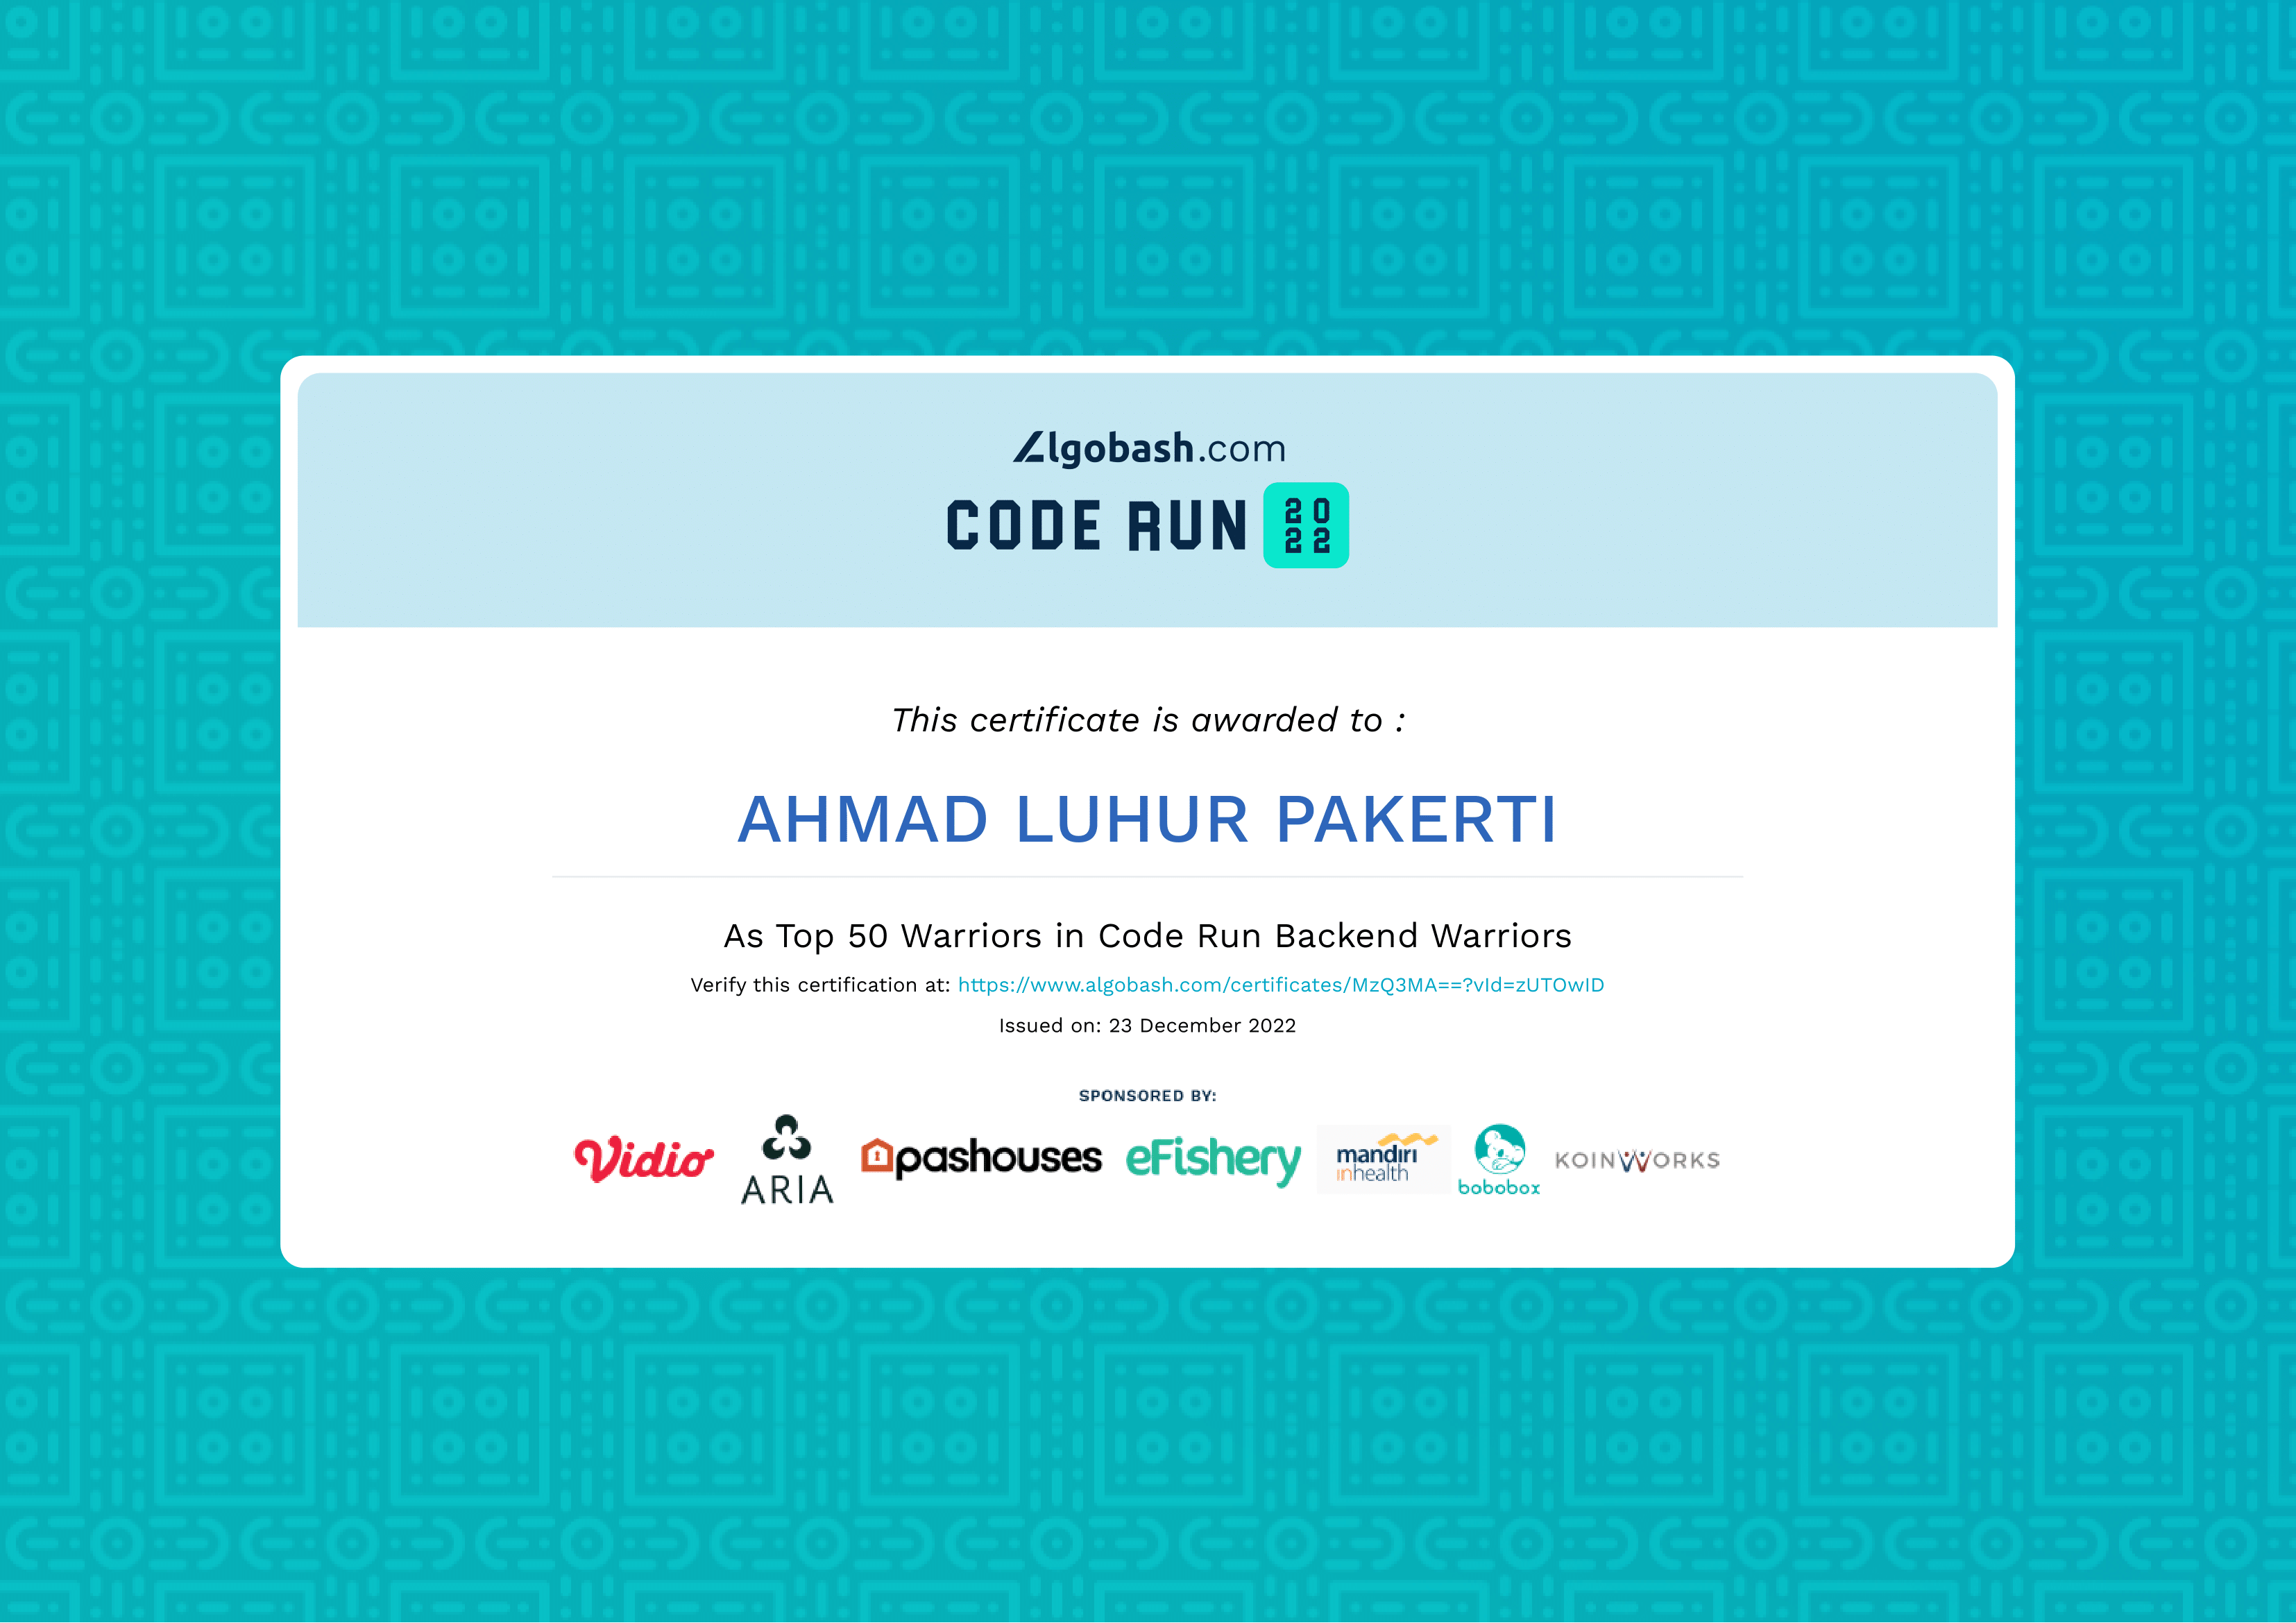 Algobash.com
CODE RUN 2022
This certificate is awarded to :
AHMAD LUHUR PAKERTI
As Top 50 Warriors in Code Run Backend Warriors
Verify this certification at: https://www.algobash.com/certificates/MzQ3MA==?vId=zUTOwID
Issued on: 23 December 2022
SPONSORED BY:
Vidio ARIA pashouses eFishery mandiri inhealth bobobox KOINWORKS